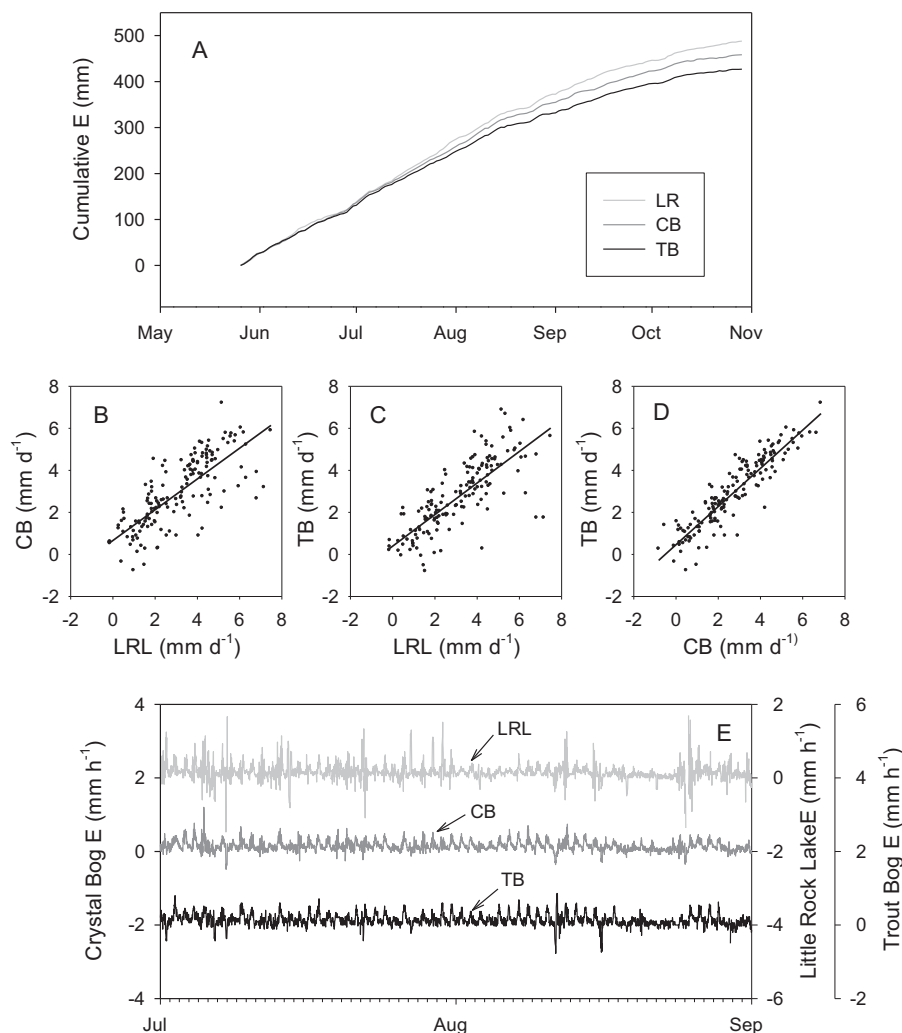 A
Cumulative E (mm)
500
400
300
200
100
0
LR
CB
TB
May
Jun
Jul
Aug
Sep
Oct
Nov
B
CB (mm d-1)
8
6
4
2
0
-2
-2 0 2 4 6 8
LRL (mm d-1)
C
TB (mm d-1)
8
6
4
2
0
-2
-2 0 2 4 6 8
LRL (mm d-1)
D
TB (mm d-1)
8
6
4
2
0
-2
-2 0 2 4 6 8
CB (mm d-1)
E
Crystal Bog E (mm h-1)
4
2
0
-2
-4
LRL
CB
TB
2
0
-2
-4
-6
Little Rock LakeE (mm h-1)
6
4
2
0
-2
Trout Bog E (mm h-1)
Jul
Aug
Sep